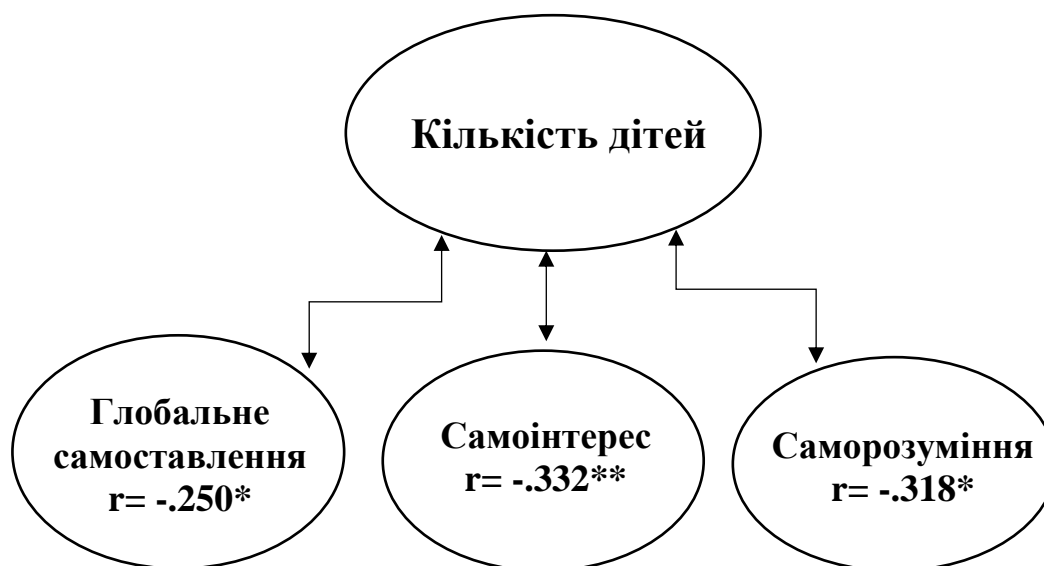 Кількість дітей
Глобальне
самоставлення
r= -.250*
Самоінтерес
r= -.332**
Саморозуміння
r= -.318*